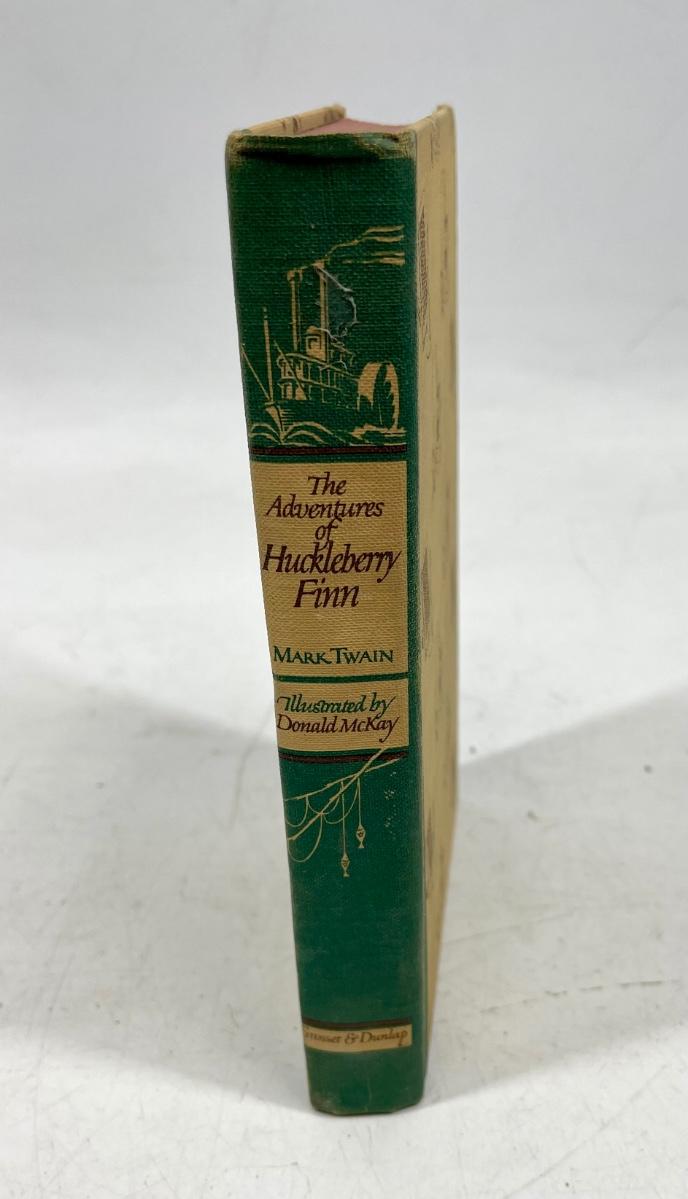 The
Adventures
of
Huckleberry
Finn
MARK TWAIN
Illustrated by
Donald McKay
Grosset & Dunlap